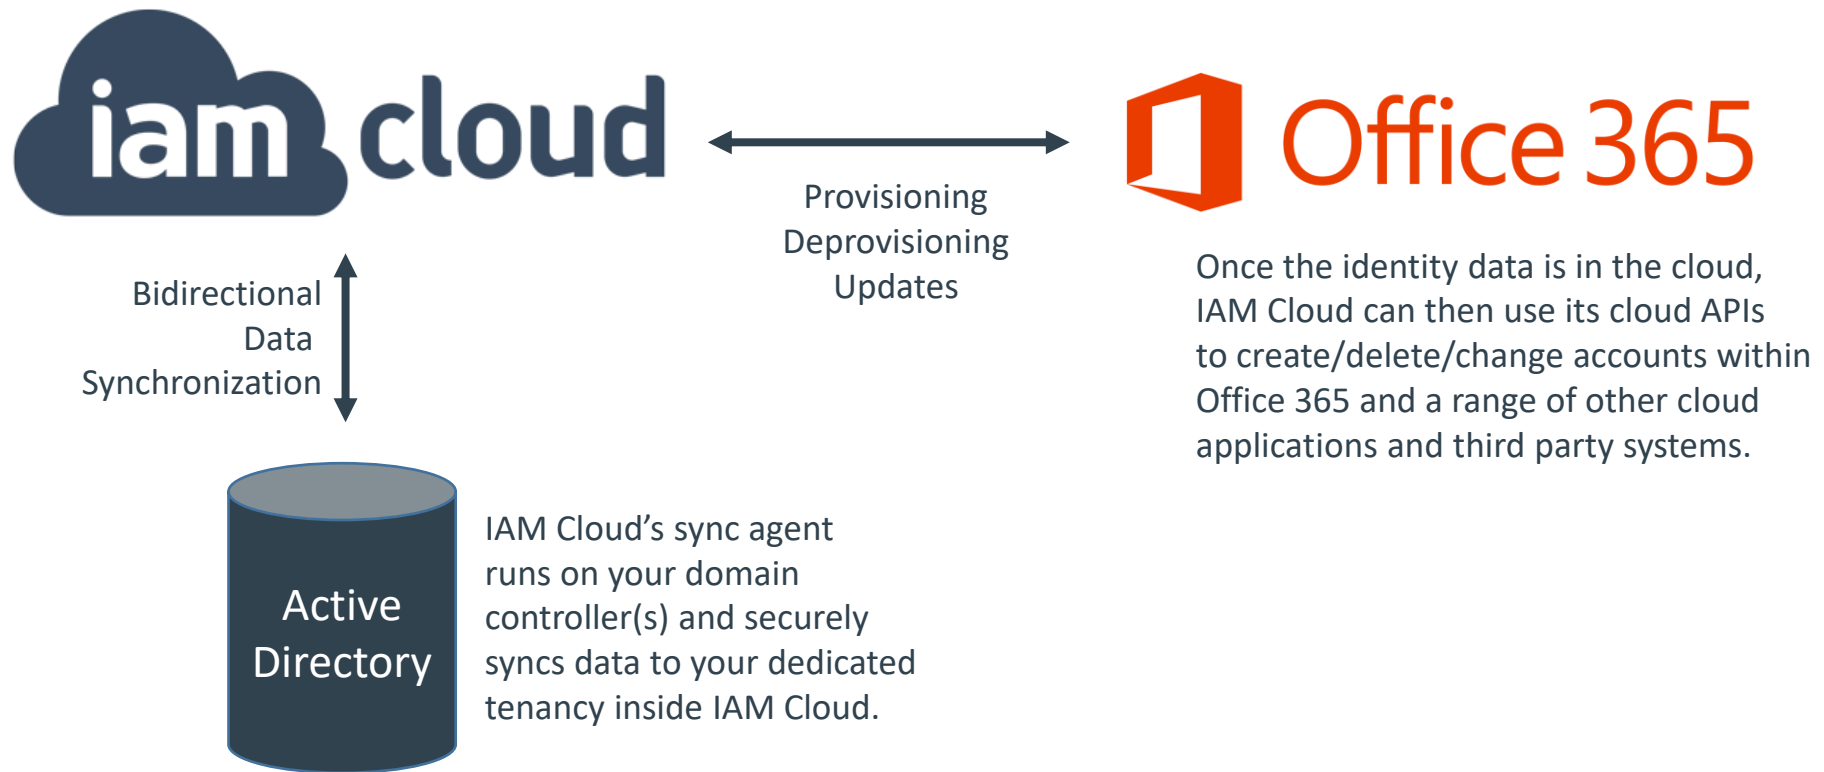 iam cloud
Office 365
Provisioning
Deprovisioning
Updates
Once the identity data is in the cloud,
IAM Cloud can then use its cloud APIs
to create/delete/change accounts within
Office 365 and a range of other cloud
applications and third party systems.
Bidirectional
Data
Synchronization
Active
Directory
IAM Cloud’s sync agent
runs on your domain
controller(s) and securely
syncs data to your dedicated
tenancy inside IAM Cloud.